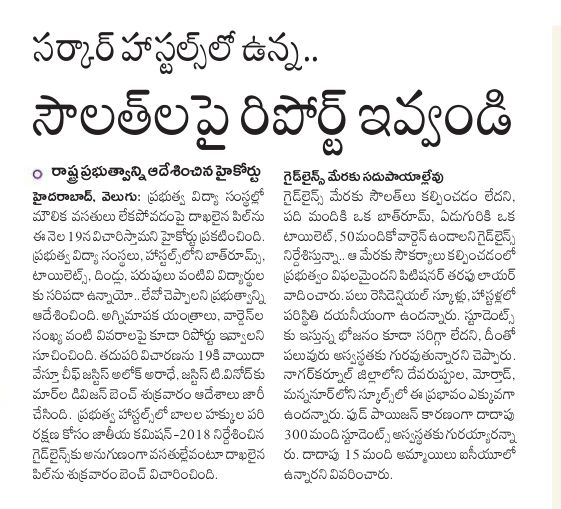 సర్కార్ హాస్టల్స్‌లో ఉన్న..
సౌలత్‌లపై రిపోర్ట్ ఇవ్వండి
రాష్ట్ర ప్రభుత్వాన్ని ఆదేశించిన హైకోర్టు
హైదరాబాద్, వెలుగు: ప్రభుత్వ విద్యా సంస్థల్లో
మౌలిక వసతులు లేకపోవడంపై దాఖలైన పిల్‌ను
ఈ నెల 19న విచారిస్తామని హైకోర్టు ప్రకటించింది.
ప్రభుత్వ విద్యా సంస్థలు, హాస్టల్స్‌లోని బాత్‌రూమ్స్,
టాయిలెట్స్, దిండ్లు, పరుపులు వంటివి విద్యార్థుల
కు సరిపడా ఉన్నాయో..లేవో చెప్పాలని ప్రభుత్వాన్ని
ఆదేశించింది. అగ్నిమాపక యంత్రాలు, వార్డెన్‌ల
సంఖ్య వంటి వివరాలపై కూడా రిపోర్టు ఇవ్వాలని
సూచించింది. తదుపరి విచారణను 19కి వాయిదా
వేస్తూ చీఫ్ జస్టిస్ అలోక్ అరాధే, జస్టిస్ టి.వినోద్‌కు
మార్‌ల డివిజన్ బెంచ్ శుక్రవారం ఆదేశాలు జారీ
చేసింది. ప్రభుత్వ హాస్టల్స్‌లో బాలల హక్కుల పరి
రక్షణ కోసం జాతీయ కమిషన్-2018 నిర్దేశించిన
గైడ్‌లైన్స్‌కు అనుగుణంగా వసతుల్లేవంటూ దాఖలైన
పిల్‌ను శుక్రవారం బెంచ్ విచారించింది.
గైడ్‌లైన్స్ మేరకు సదుపాయాల్లేవు
గైడ్‌లైన్స్ మేరకు సౌలత్‌లు కల్పించడం లేదని,
పది మందికి ఒక బాత్‌రూమ్, ఏడుగురికి ఒక
టాయిలెట్, 50మందికో వార్డెన్ ఉండాలని గైడ్‌లైన్స్
నిర్దేశిస్తున్నా.. ఆ మేరకు సౌకర్యాలు కల్పించడంలో
ప్రభుత్వం విఫలమైందని పిటిషనర్ తరఫు లాయర్
వాదించారు. పలు రెసిడెన్షియల్ స్కూళ్లు, హాస్టళ్లలో
పరిస్థితి దయనీయంగా ఉందన్నారు. స్టూడెంట్స్
కు ఇస్తున్న భోజనం కూడా సరిగ్గా లేదని, దీంతో
పలువురు అస్వస్థతకు గురవుతున్నారని చెప్పారు.
నాగర్‌కర్నూల్ జిల్లాలోని దేవరుప్పుల, మోర్తాడ్,
మన్ననూర్‌లోని స్కూల్స్‌లో ఈ ప్రభావం ఎక్కువగా
ఉందన్నారు. ఫుడ్ పాయిజన్ కారణంగా దాదాపు
300 మంది స్టూడెంట్స్ అస్వస్థతకు గురయ్యారన్నా
రు. దాదాపు 15 మంది అమ్మాయిలు ఐసీయూలో
ఉన్నారని వివరించారు.